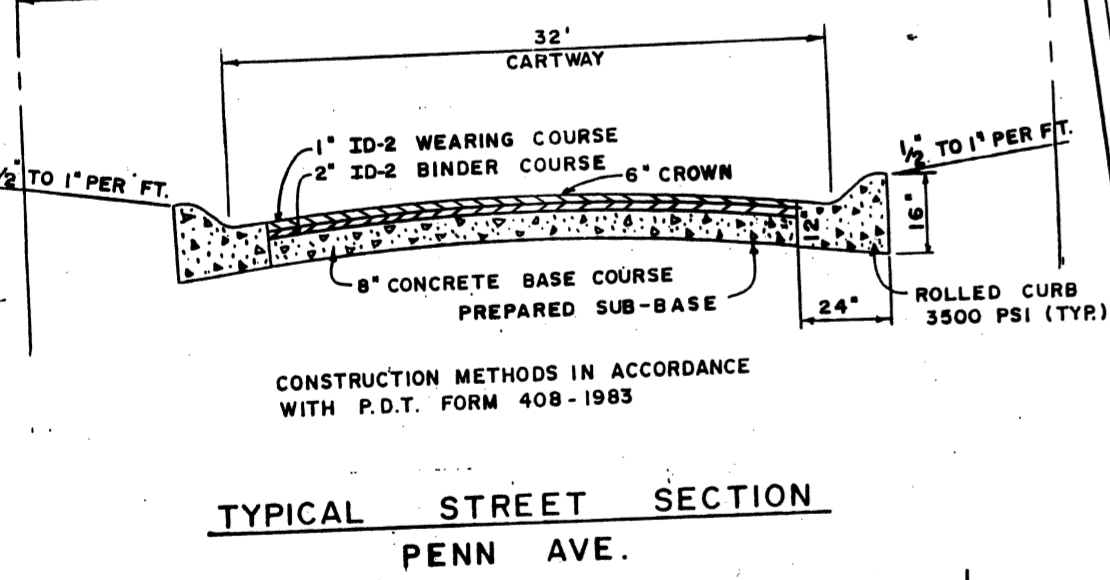 32'
CARTWAY
1" ID-2 WEARING COURSE
2" ID-2 BINDER COURSE
6" CROWN
/2" TO 1" PER FT.
1/2" TO 1" PER FT.
12"
16"
8" CONCRETE BASE COURSE
PREPARED SUB-BASE
24"
ROLLED CURB
3500 PSI (TYP.)
CONSTRUCTION METHODS IN ACCORDANCE
WITH P.D.T. FORM 408-1983
TYPICAL STREET SECTION
PENN AVE.